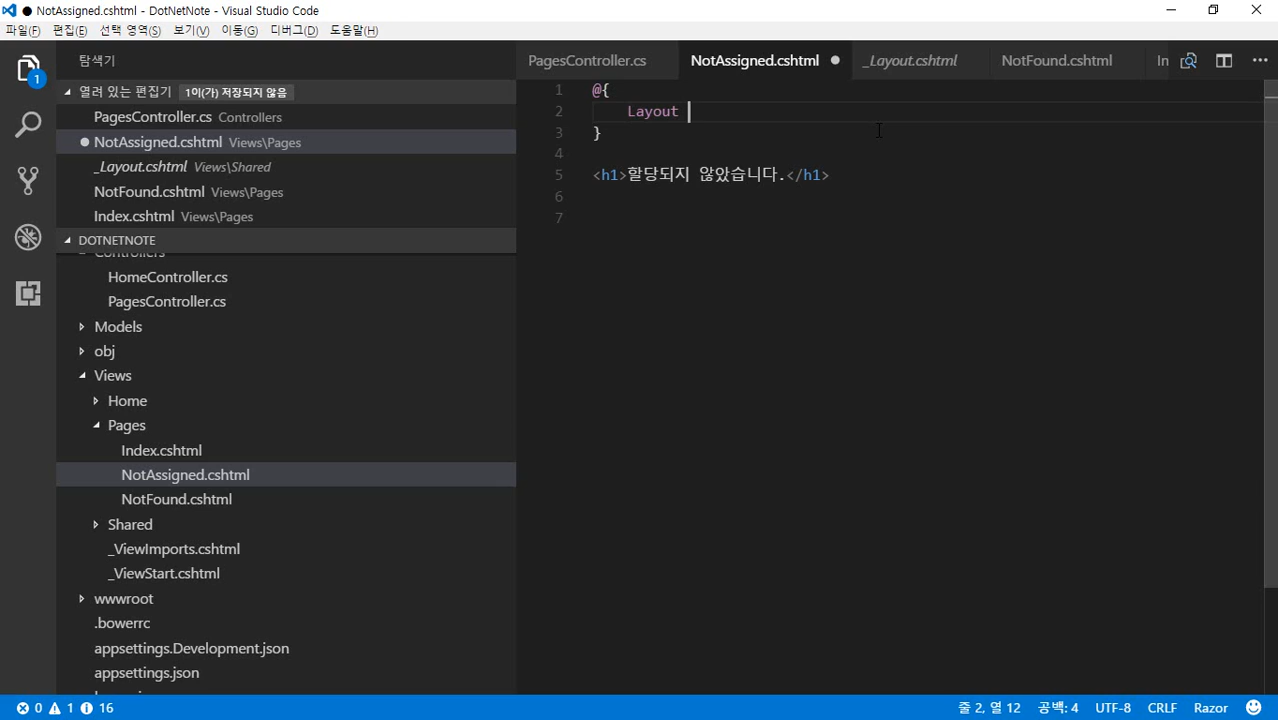 NotAssigned.cshtml - DotNetNote - Visual Studio Code
파일(F) 편집(E) 선택 영역(S) 보기(V) 이동(G) 디버그(D) 도움말(H)
탐색기
PagesController.cs NotAssigned.cshtml _Layout.cshtml NotFound.cshtml In
열려 있는 편집기 1이(가) 저장되지 않음
PagesController.cs Controllers
NotAssigned.cshtml Views\Pages
_Layout.cshtml Views\Shared
NotFound.cshtml Views\Pages
Index.cshtml Views\Pages
DOTNETNOTE
Controllers
HomeController.cs
PagesController.cs
Models
obj
Views
Home
Pages
Index.cshtml
NotAssigned.cshtml
NotFound.cshtml
Shared
_ViewImports.cshtml
_ViewStart.cshtml
wwwroot
.bowerrc
appsettings.Development.json
appsettings.json
1 @{
2 Layout
3 }
4
5 <h1>할당되지 않았습니다.</h1>
6
7
1
0 1 16
줄 2, 열 12 공백: 4 UTF-8 CRLF Razor